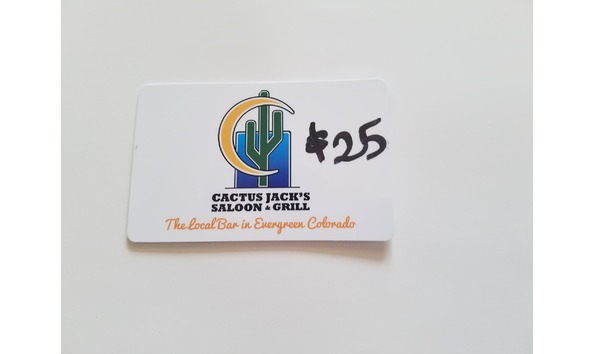 $25
CACTUS JACK'S
SALOON & GRILL
The Local Bar in Evergreen Colorado